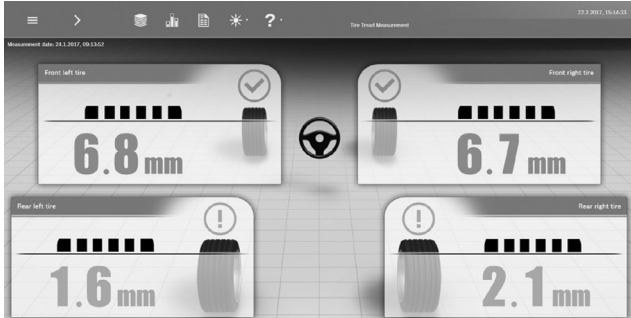 22.2.2017, 15:14:33
Tire Tread Measurement
Measurement date: 24.1.2017, 09:13:52
Front left tire
6.8 mm
Front right tire
6.7 mm
Rear left tire
1.6 mm
Rear right tire
2.1 mm